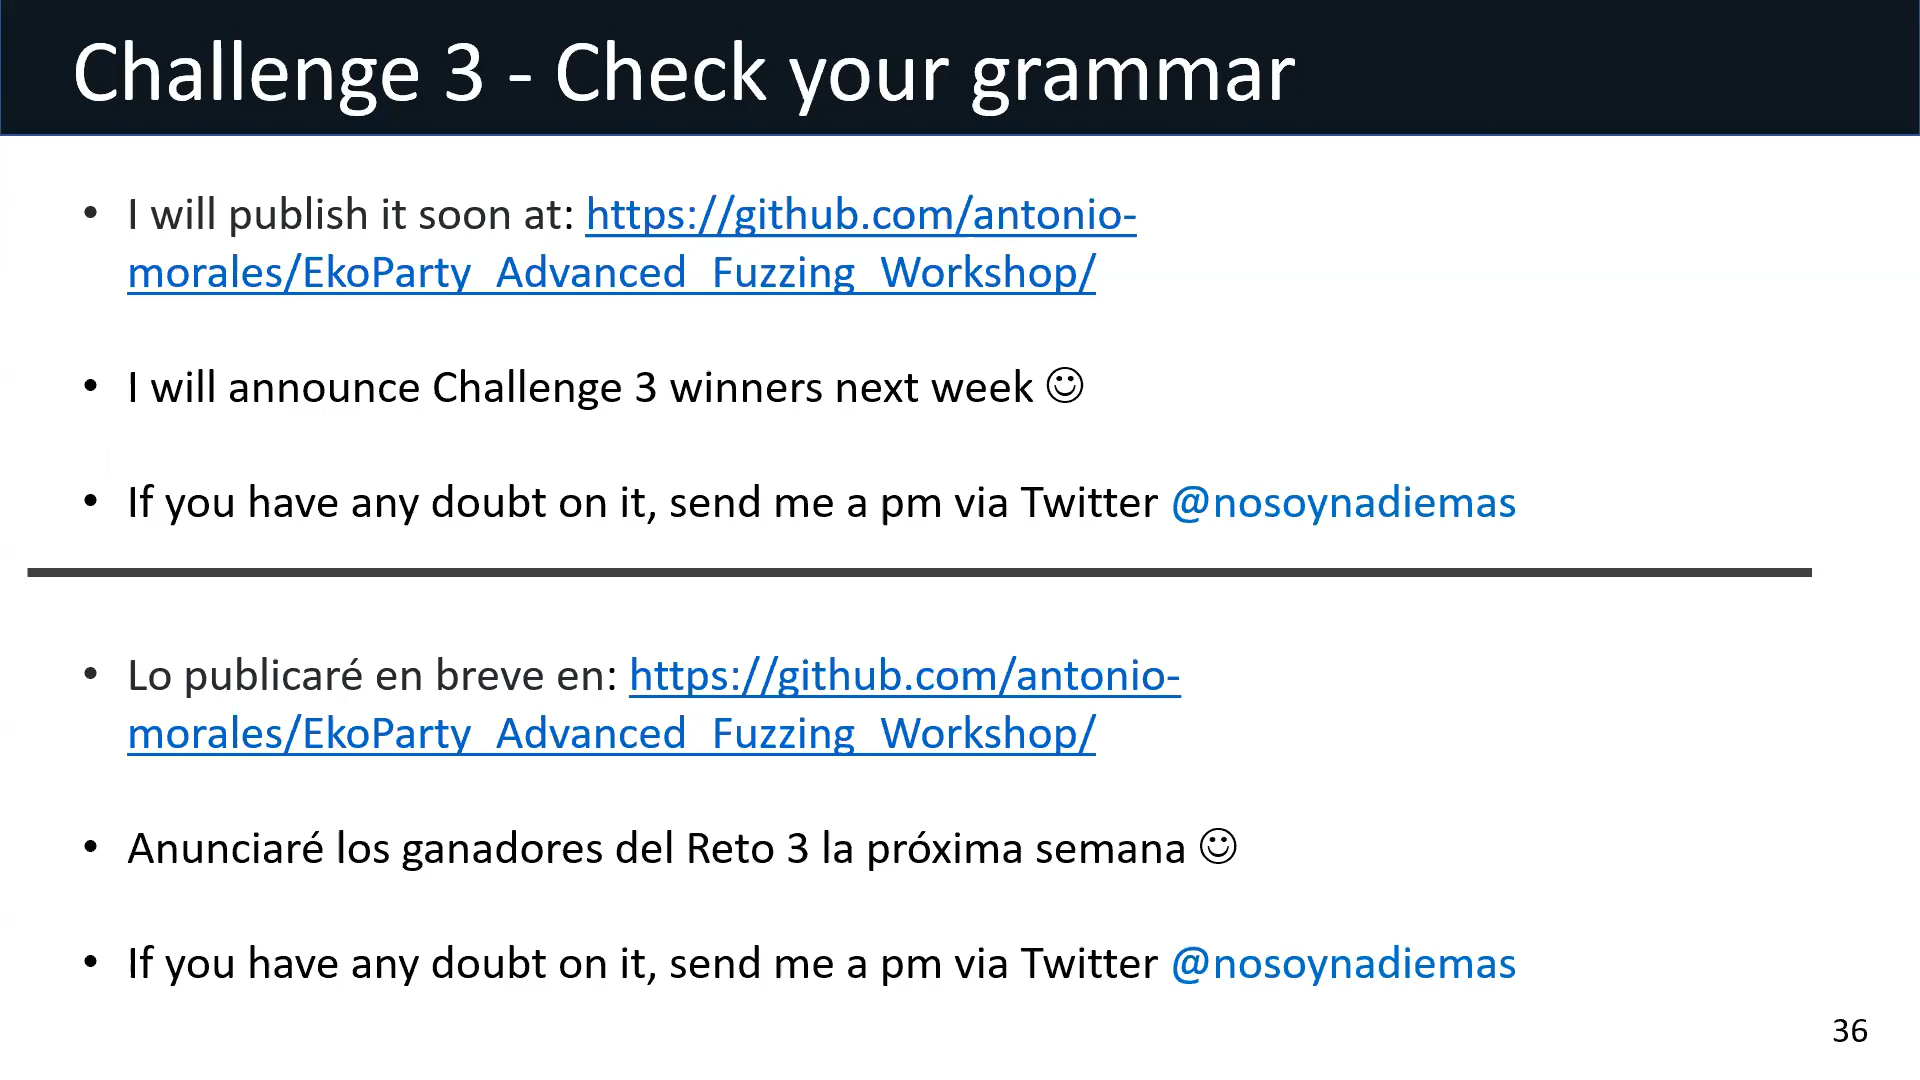 Challenge 3 - Check your grammar
• I will publish it soon at: https://github.com/antonio-
morales/EkoParty_Advanced_Fuzzing_Workshop/
• I will announce Challenge 3 winners next week ☺
• If you have any doubt on it, send me a pm via Twitter @nosoynadiemas
• Lo publicaré en breve en: https://github.com/antonio-
morales/EkoParty_Advanced_Fuzzing_Workshop/
• Anunciaré los ganadores del Reto 3 la próxima semana ☺
• If you have any doubt on it, send me a pm via Twitter @nosoynadiemas
36